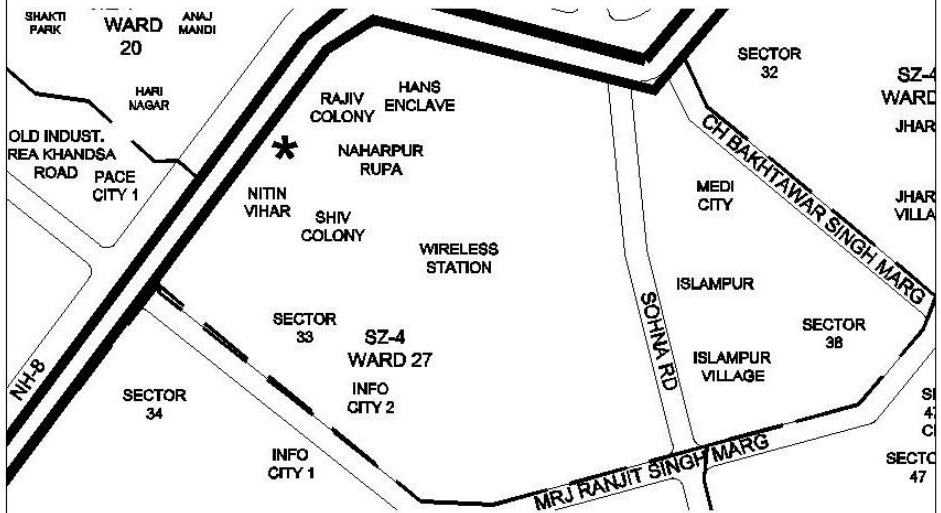 SHAKTI
PARK
WARD
20
ANAJ
MANDI
SECTOR
32
SZ-4
WARD
HARI
NAGAR
RAJIV
COLONY
HANS
ENCLAVE
JHAR
OLD INDUST.
REA KHANDSA
ROAD
PACE
CITY 1
*
NAHARPUR
RUPA
CH BAKHTAWAR SINGH MARG
NITIN
VIHAR
MEDI
CITY
JHAR
VILLA
SHIV
COLONY
WIRELESS
STATION
ISLAMPUR
SOHNA RD
SECTOR
33
SZ-4
WARD 27
SECTOR
38
ISLAMPUR
VILLAGE
NH-8
SECTOR
34
INFO
CITY 2
INFO
CITY 1
MRJ RANJIT SINGH MARG
SECTO
47